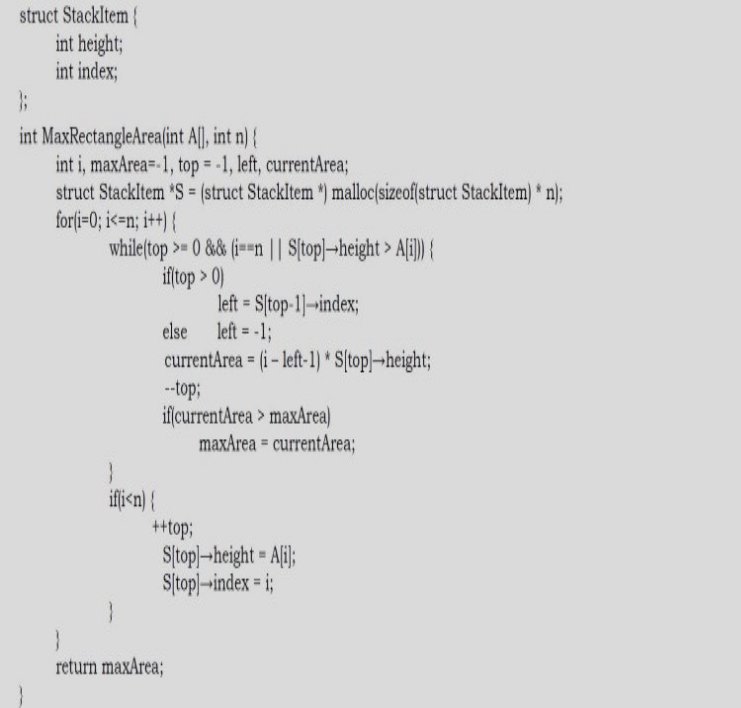 struct StackItem {
int height;
int index;
};
int MaxRectangleArea(int A[], int n) {
int i, maxArea=-1, top = -1, left, currentArea;
struct StackItem *S = (struct StackItem *) malloc(sizeof(struct StackItem) * n);
for(i=0; i<=n; i++) {
while(top >= 0 && (i==n || S[top]→height > A[i])) {
if(top > 0)
left = S[top-1]→index;
else left = -1;
currentArea = (i – left-1) * S[top]→height;
--top;
if(currentArea > maxArea)
maxArea = currentArea;
}
if(i<n) {
++top;
S[top]→height = A[i];
S[top]→index = i;
}
}
return maxArea;
}